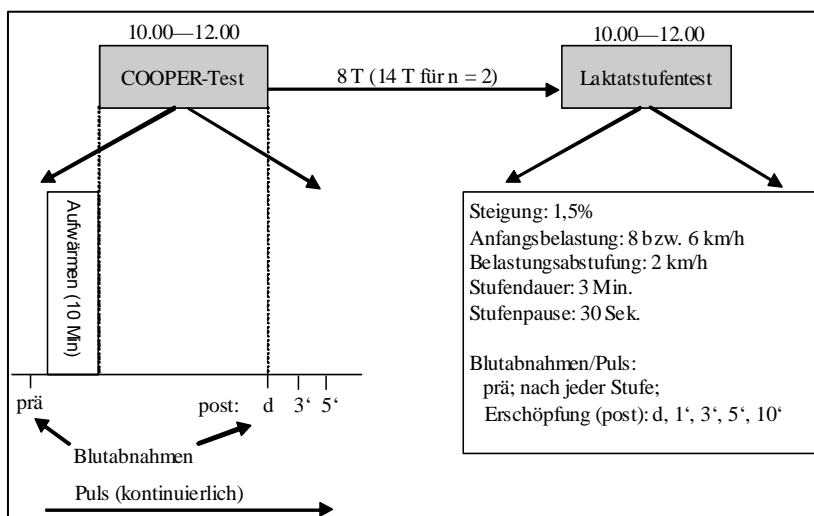 10.00—12.00
COOPER-Test
8 T (14 T für n = 2)
10.00—12.00
Laktatstufentest
Aufwärmen (10 Min)
prä
post: d 3‘ 5‘
Blutabnahmen
Puls (kontinuierlich)
Steigung: 1,5%
Anfangsbelastung: 8 bzw. 6 km/h
Belastungsabstufung: 2 km/h
Stufendauer: 3 Min.
Stufenpause: 30 Sek.
Blutabnahmen/Puls:
prä; nach jeder Stufe;
Erschöpfung (post): d, 1‘, 3‘, 5‘, 10‘